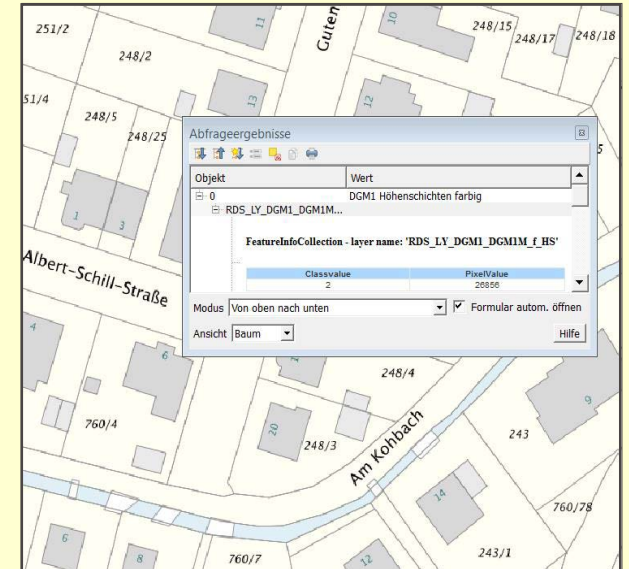 11
10
Guten
248/15
251/2
248/17
248/18
248/2
13
12
51/4
248/5
248/25
5
1
3
Albert-Schill-Straße
Abfrageergebnisse
Objekt Wert
0 DGM1 Höhenschichten farbig
RDS_LY_DGM1_DGM1M...
FeatureInfoCollection - layer name: 'RDS_LY_DGM1_DGM1M_f_HS'
Classvalue PixelValue
2 26856
Modus Von oben nach unten Formular autom. öffnen
Ansicht Baum Hilfe
4
6
248/4
9
760/4
20
248/3
Am Kohbach
243
14
760/78
6
8
760/7
12
243/1